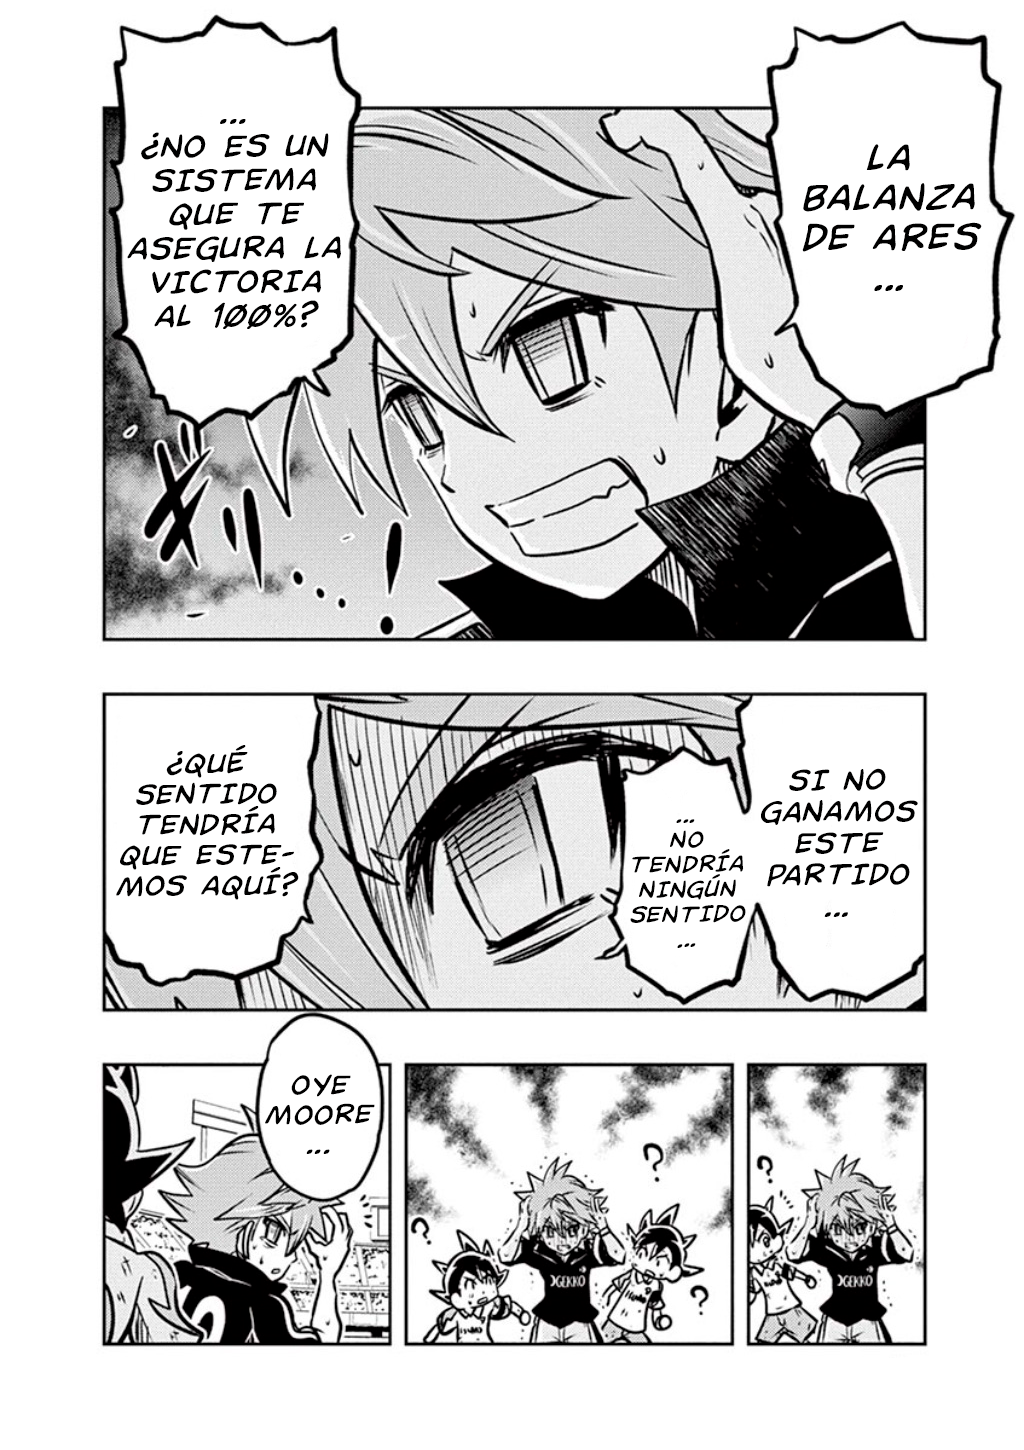 LA
BALANZA
DE ARES
...
...
¿NO ES UN
SISTEMA
QUE TE
ASEGURA LA
VICTORIA
AL 100%?
SI NO
GANAMOS
ESTE
PARTIDO
...
...
NO
TENDRÍA
NINGÚN
SENTIDO
...
¿QUÉ
SENTIDO
TENDRÍA
QUE ESTE-
MOS AQUÍ?
?
GEKKO
?
?
GEKKO
OYE
MOORE
...